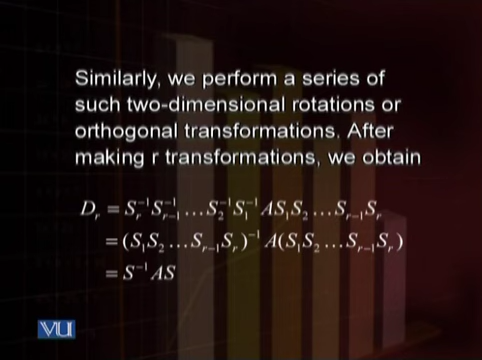 Similarly, we perform a series of
such two-dimensional rotations or
orthogonal transformations. After
making r transformations, we obtain
D_r = S_r^{-1} S_{r-1}^{-1} ... S_2^{-1} S_1^{-1} A S_1 S_2 ... S_{r-1} S_r
= (S_1 S_2 ... S_{r-1} S_r)^{-1} A(S_1 S_2 ... S_{r-1} S_r)
= S^{-1} AS
VU